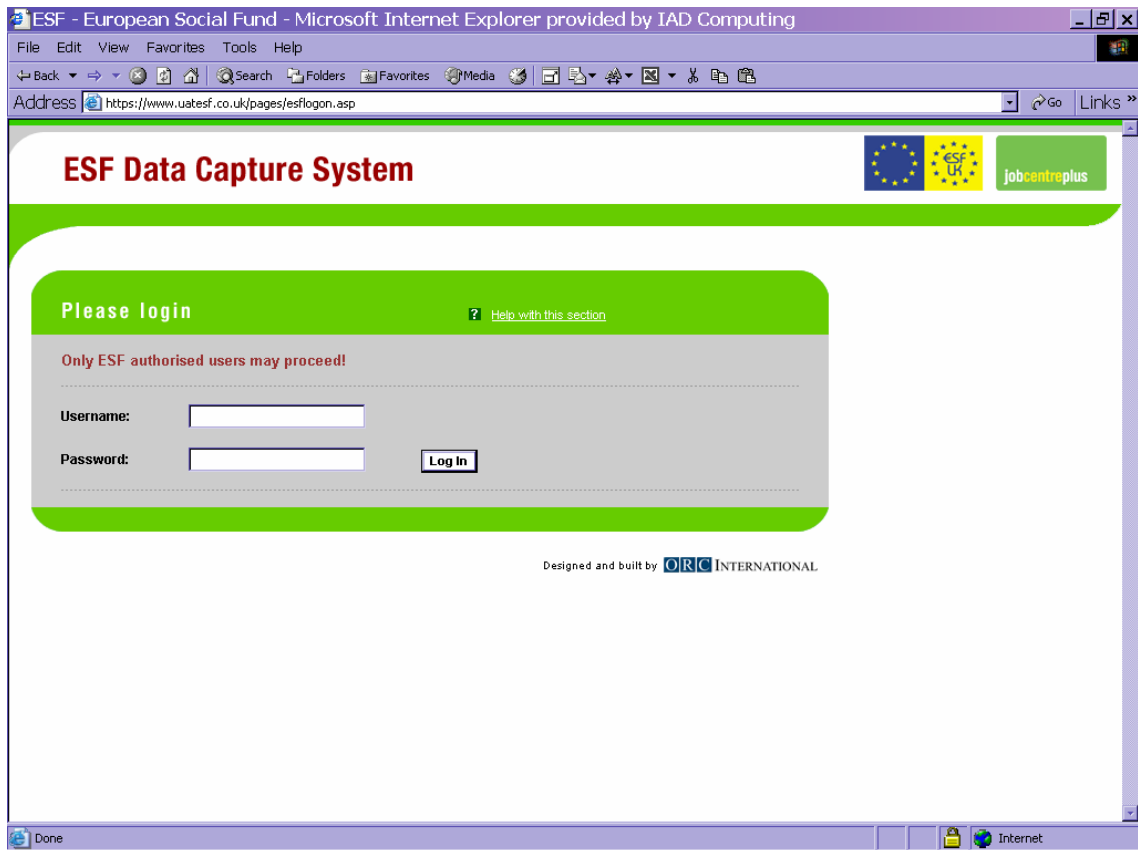 ESF - European Social Fund - Microsoft Internet Explorer provided by IAD Computing
File Edit View Favorites Tools Help
Back Search Folders Favorites Media
Address https://www.uatesf.co.uk/pages/esflogon.asp Go Links »
ESF Data Capture System
ESF
UK
jobcentreplus
Please login
? Help with this section
Only ESF authorised users may proceed!
Username:
Password:
Log In
Designed and built by ORC INTERNATIONAL
Done Internet